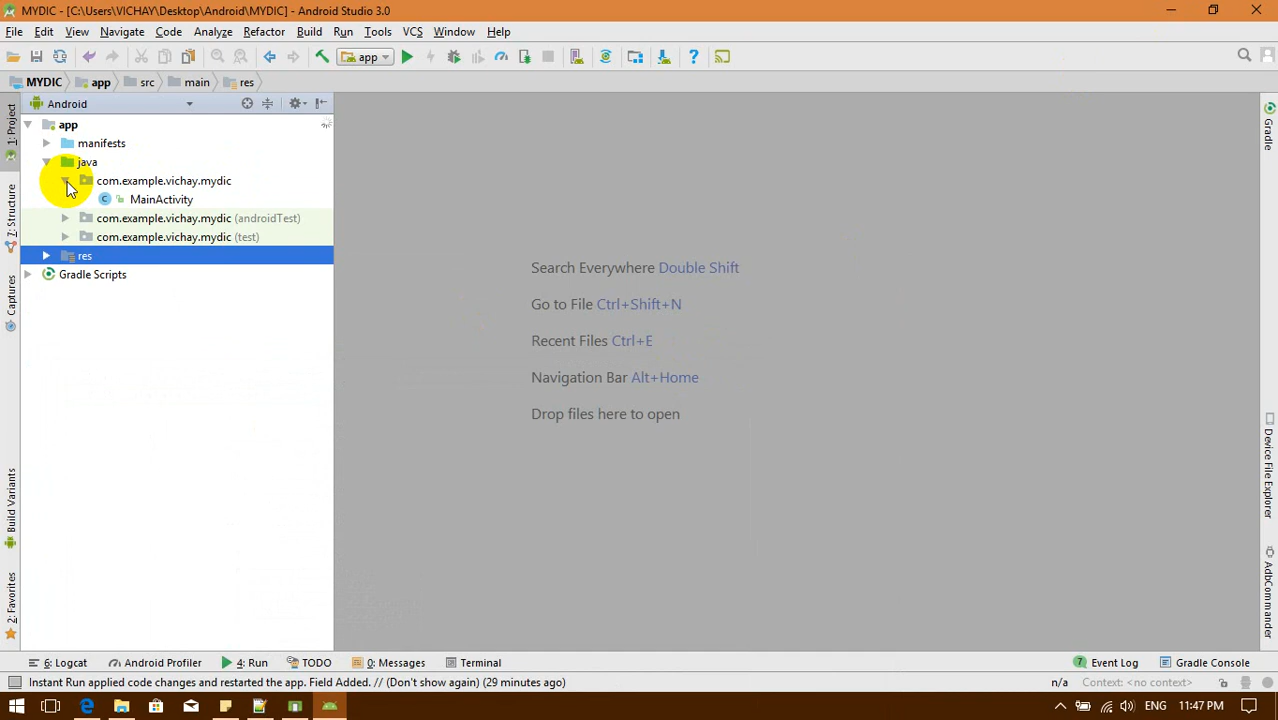 MYDIC - [C:\Users\VICHAY\Desktop\Android\MYDIC] - Android Studio 3.0
File Edit View Navigate Code Analyze Refactor Build Run Tools VCS Window Help
app
MYDIC app src main res
Android
1: Project
app
manifests
java
com.example.vichay.mydic
MainActivity
com.example.vichay.mydic (androidTest)
com.example.vichay.mydic (test)
res
Gradle Scripts
7: Structure
Captures
Build Variants
2: Favorites
Search Everywhere Double Shift
Go to File Ctrl+Shift+N
Recent Files Ctrl+E
Navigation Bar Alt+Home
Drop files here to open
Gradle
Device File Explorer
AdbCommander
6: Logcat Android Profiler 4: Run TODO 0: Messages Terminal 7 Event Log Gradle Console
Instant Run applied code changes and restarted the app. Field Added. // (Don't show again) (29 minutes ago) n/a Context: <no context>
ENG 11:47 PM